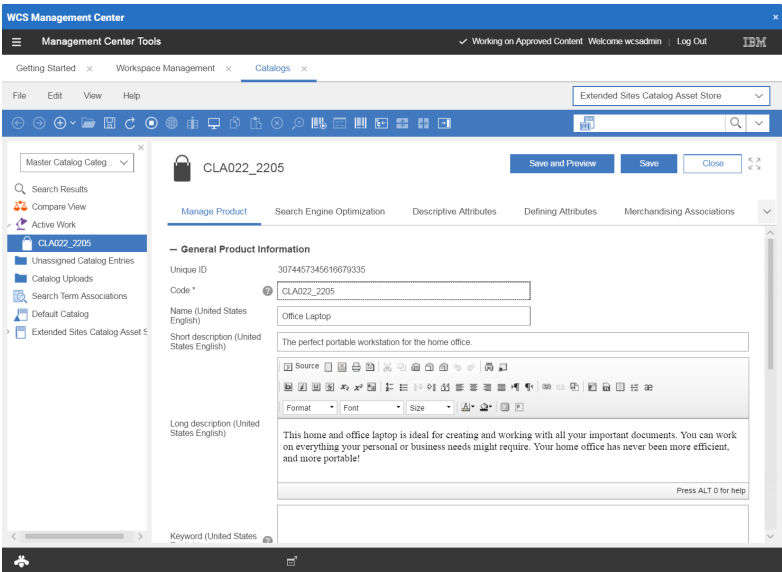 WCS Management Center
Management Center Tools
Working on Approved Content Welcome wcsadmin | Log Out
IBM
Getting Started
Workspace Management
Catalogs
File Edit View Help
Extended Sites Catalog Asset Store
Master Catalog Categ...
CLA022_2205
Save and Preview
Save
Close
Search Results
Compare View
Active Work
CLA022_2205
Unassigned Catalog Entries
Catalog Uploads
Search Term Associations
Default Catalog
Extended Sites Catalog Asset S
Manage Product
Search Engine Optimization
Descriptive Attributes
Defining Attributes
Merchandising Associations
General Product Information
Unique ID 3074457345616679335
Code * CLA022_2205
Name (United States
English)
Office Laptop
Short description (United
States English)
The perfect portable workstation for the home office.
Source
Format Font Size
Long description (United
States English)
This home and office laptop is ideal for creating and working with all your important documents. You can work
on everything your personal or business needs might require. Your home office has never been more efficient,
and more portable!
Press ALT 0 for help
Keyword (United States